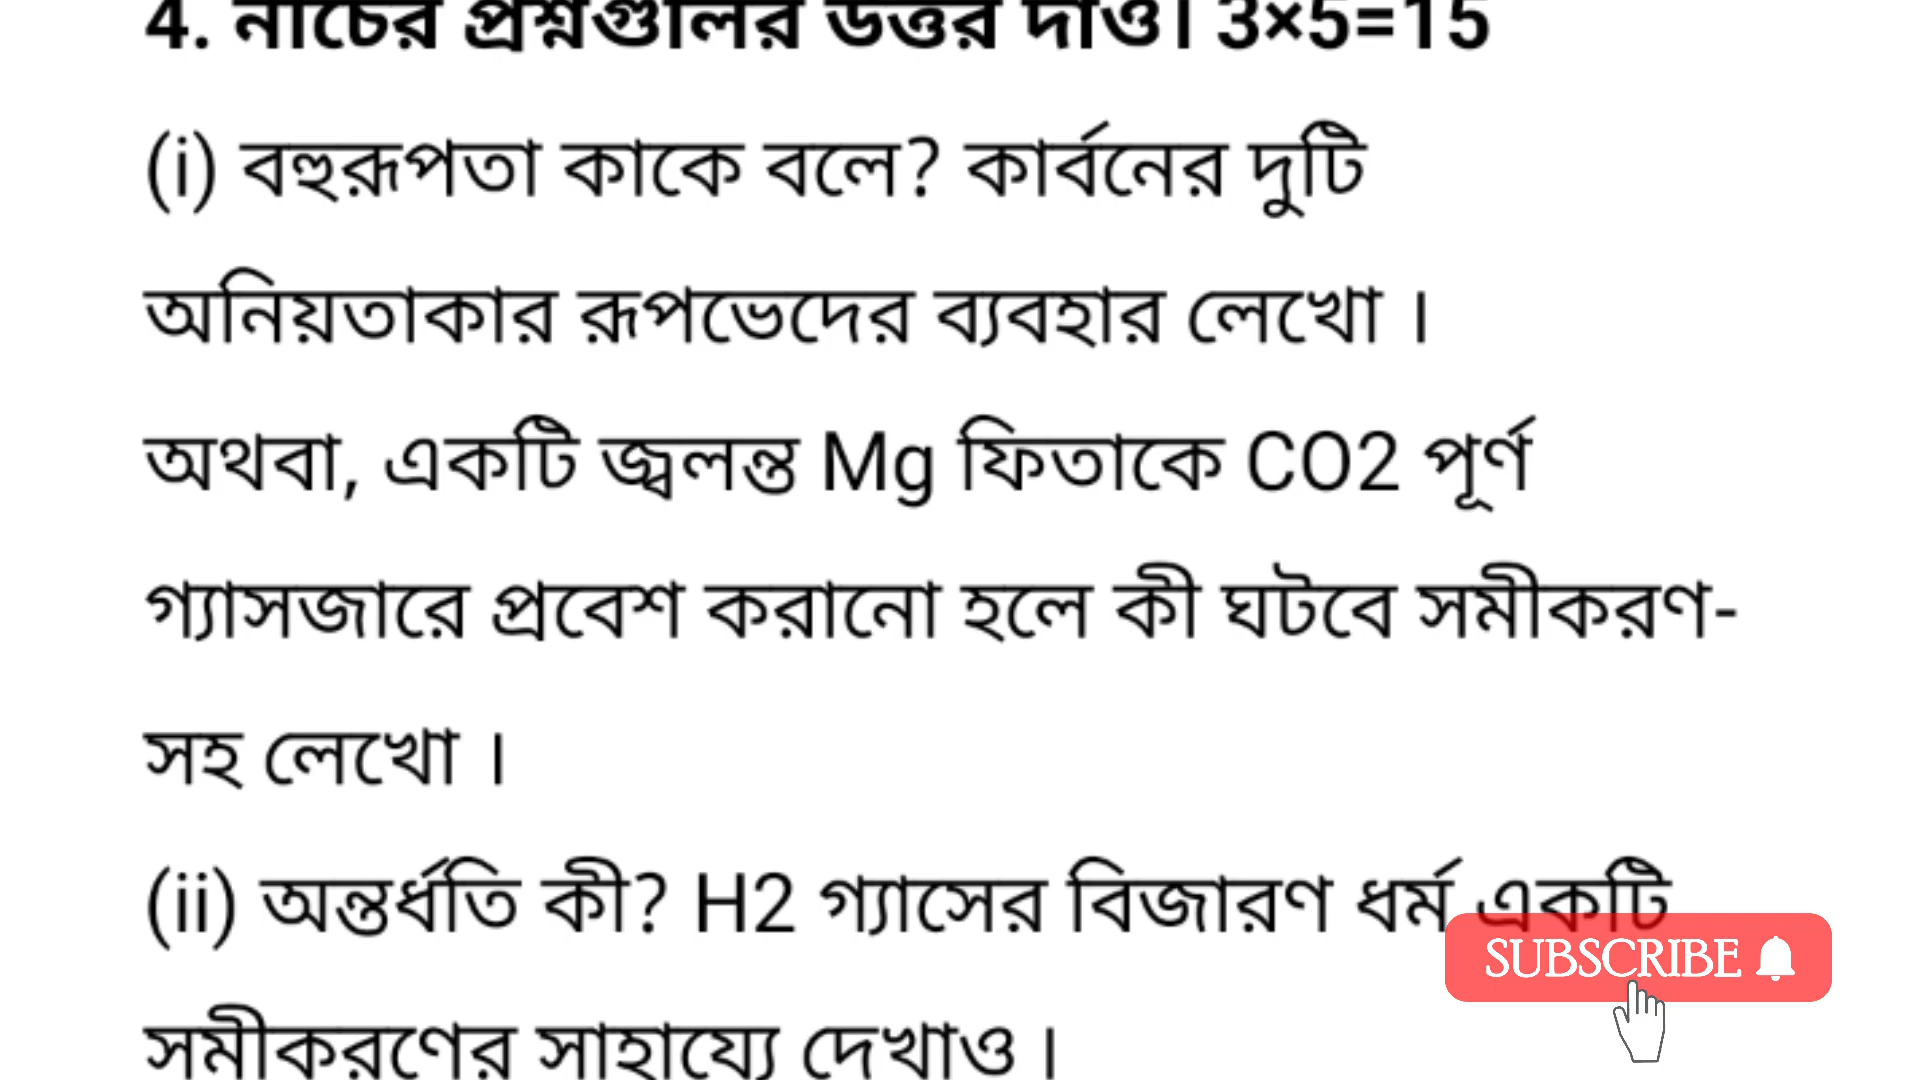 4. নীচের প্রশ্নগুলির উত্তর দাও। 3×5=15
(i) বহুরূপতা কাকে বলে? কার্বনের দুটি
অনিয়তাকার রূপভেদের ব্যবহার লেখো ।
অথবা, একটি জ্বলন্ত Mg ফিতাকে CO2 পূর্ণ
গ্যাসজারে প্রবেশ করানো হলে কী ঘটবে সমীকরণ-
সহ লেখো ।
(ii) অন্তর্ধৃতি কী? H2 গ্যাসের বিজারণ ধর্ম একটি
SUBSCRIBE
সমীকরণের সাহায্যে দেখাও ।